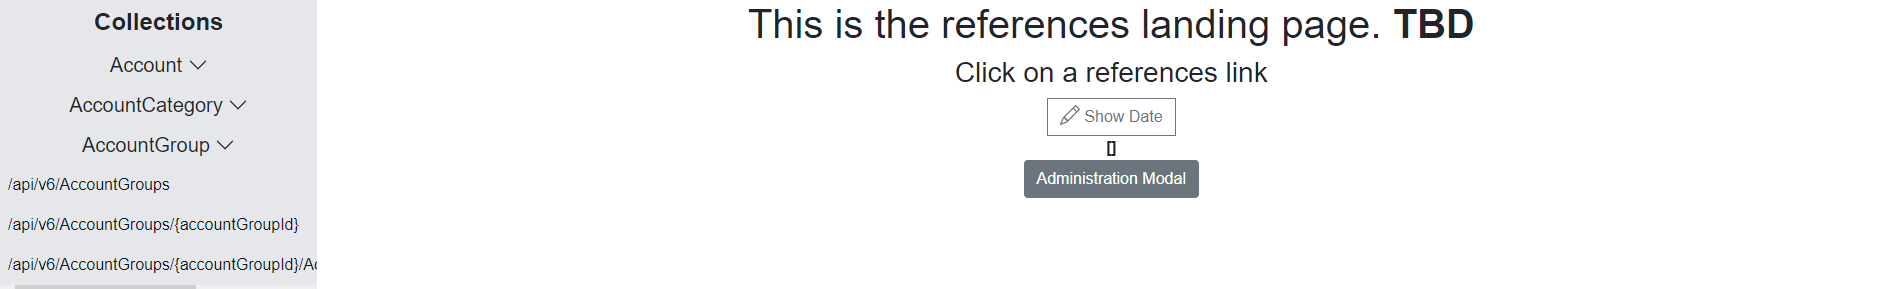 Collections
Account
AccountCategory
AccountGroup
/api/v6/AccountGroups
/api/v6/AccountGroups/{accountGroupId}
/api/v6/AccountGroups/{accountGroupId}/Ac
This is the references landing page. TBD
Click on a references link
Show Date
[]
Administration Modal